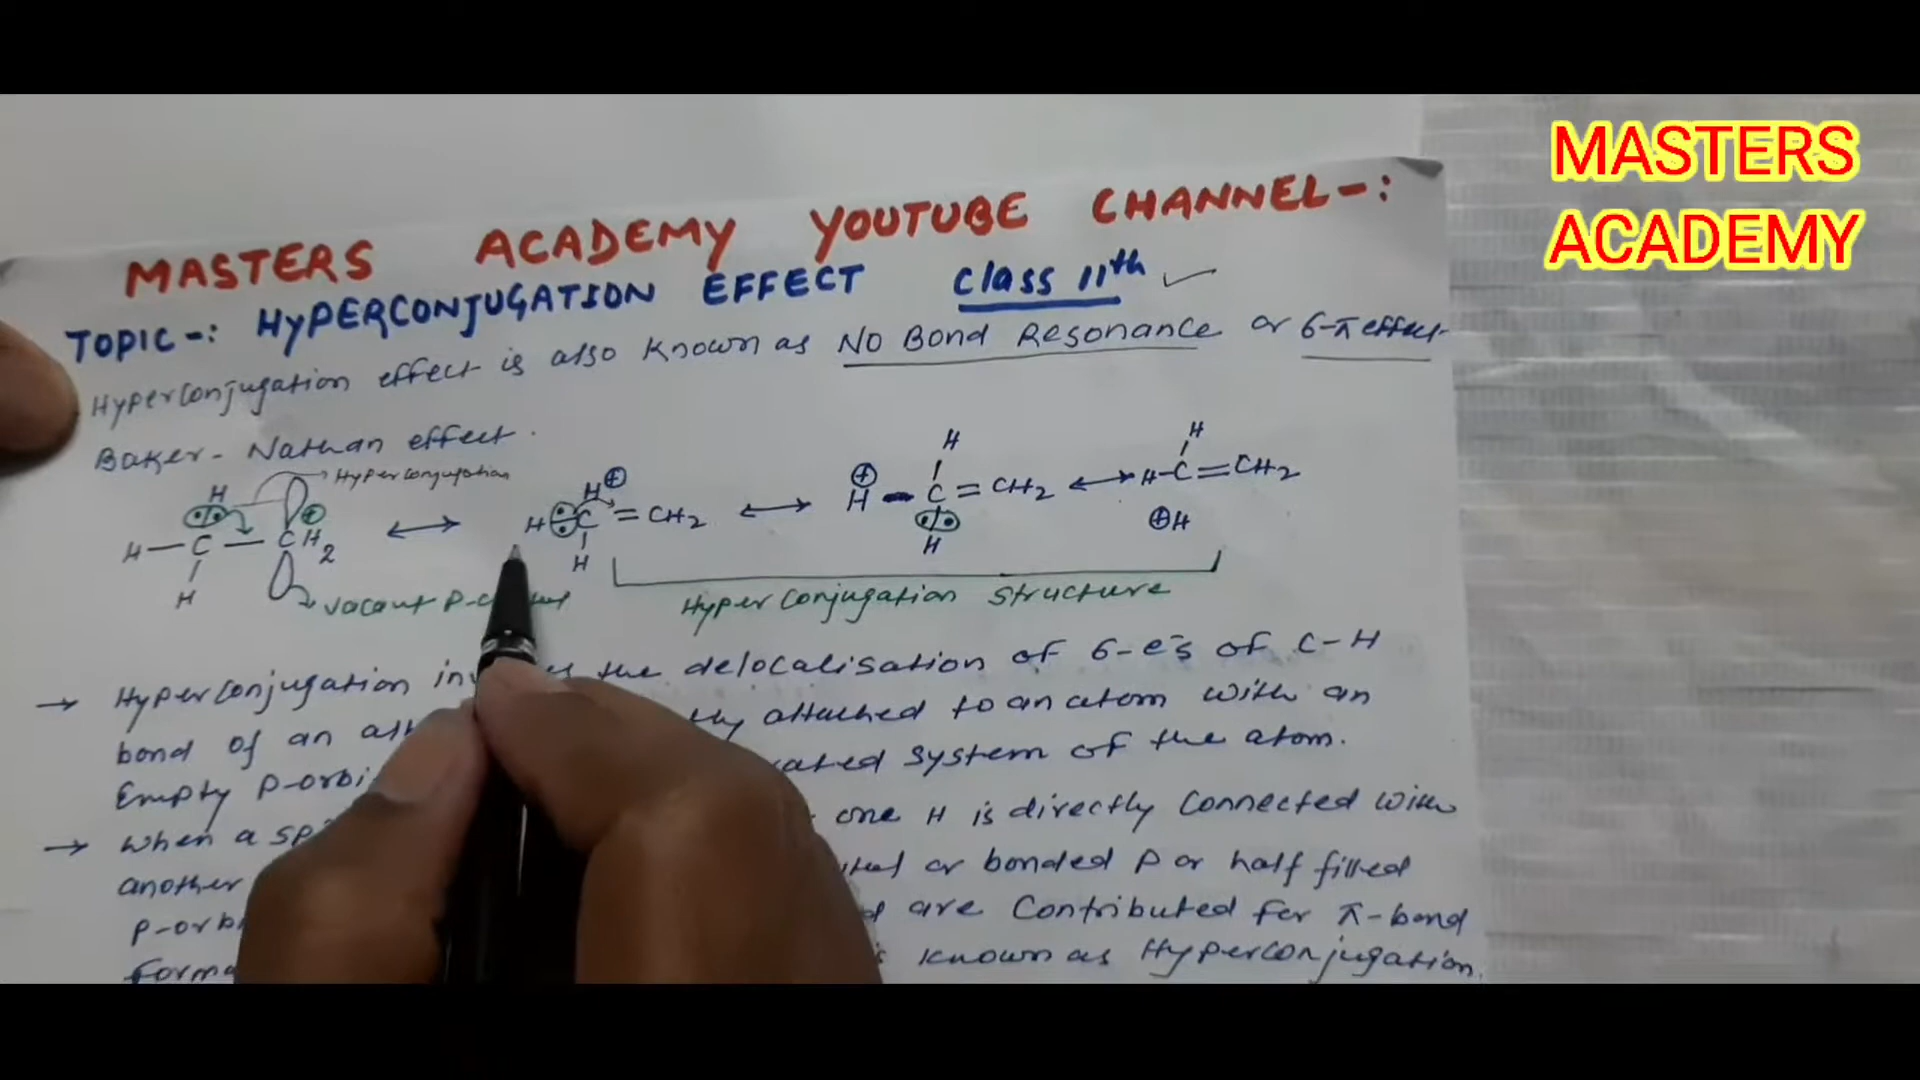 MASTERS
ACADEMY
MASTERS ACADEMY YOUTUBE CHANNEL-:
TOPIC-: HYPERCONJUGATION EFFECT Class 11th
Hyperconjugation effect is also known as No Bond Resonance or 6-π effect
Baker-Nathan effect.
Hyperconjugation
H H ⊕ ⊕ H H
H—C—CH2 ⊕ ↔ H C=CH2 ↔ H-C=CH2 ↔ H-C=CH2
H H H ⊕H
vacant P-
Hyperconjugation Structure
→ Hyperconjugation the delocalisation of 6-e's of C-H
bond of an attached to an atom with an
Empty P-orbi system of the atom.
→ when a one H is directly connected with
another or bonded P or half filled
P-orb are contributed for π-bond
forma known as Hyperconjugation.